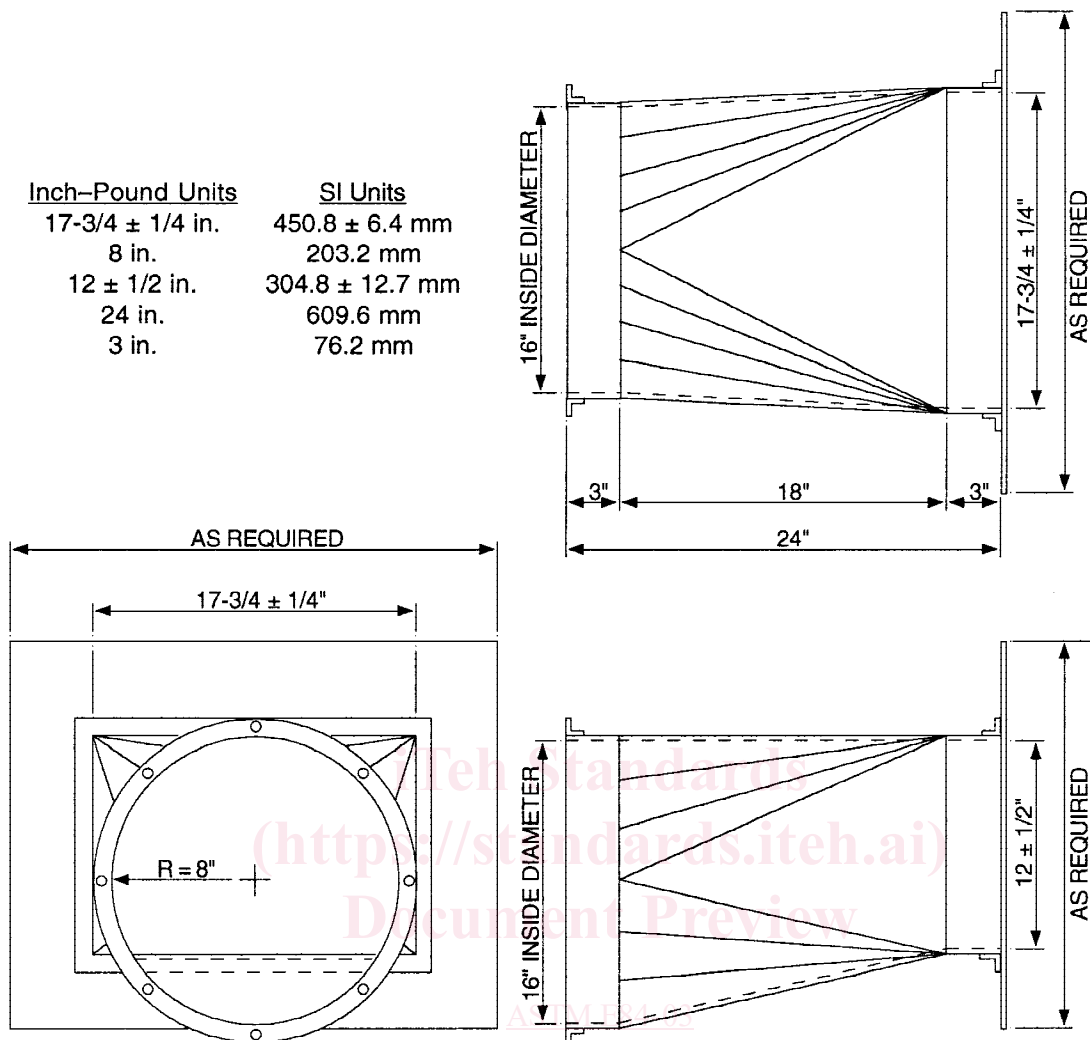 Inch–Pound Units SI Units
17-3/4 ± 1/4 in. 450.8 ± 6.4 mm
8 in. 203.2 mm
12 ± 1/2 in. 304.8 ± 12.7 mm
24 in. 609.6 mm
3 in. 76.2 mm
16" INSIDE DIAMETER
17-3/4 ± 1/4"
AS REQUIRED
3" 18" 3"
24"
AS REQUIRED
17-3/4 ± 1/4"
R = 8"
16" INSIDE DIAMETER
12 ± 1/2"
AS REQUIRED
iTeh Standards
(https://standards.iteh.ai)
Document Preview
ASTM E84-03